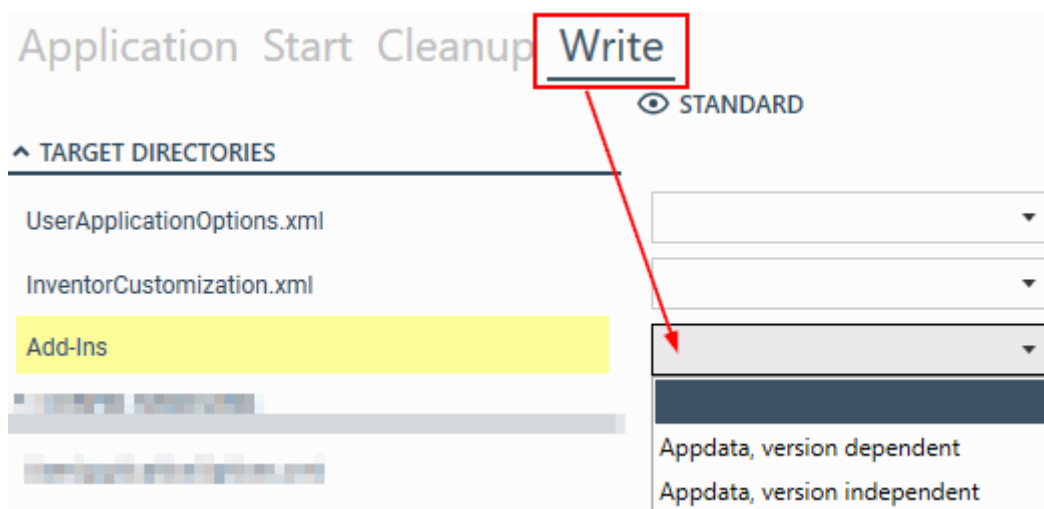 Application Start Cleanup Write
STANDARD
TARGET DIRECTORIES
UserApplicationOptions.xml
InventorCustomization.xml
Add-Ins
Appdata, version dependent
Appdata, version independent